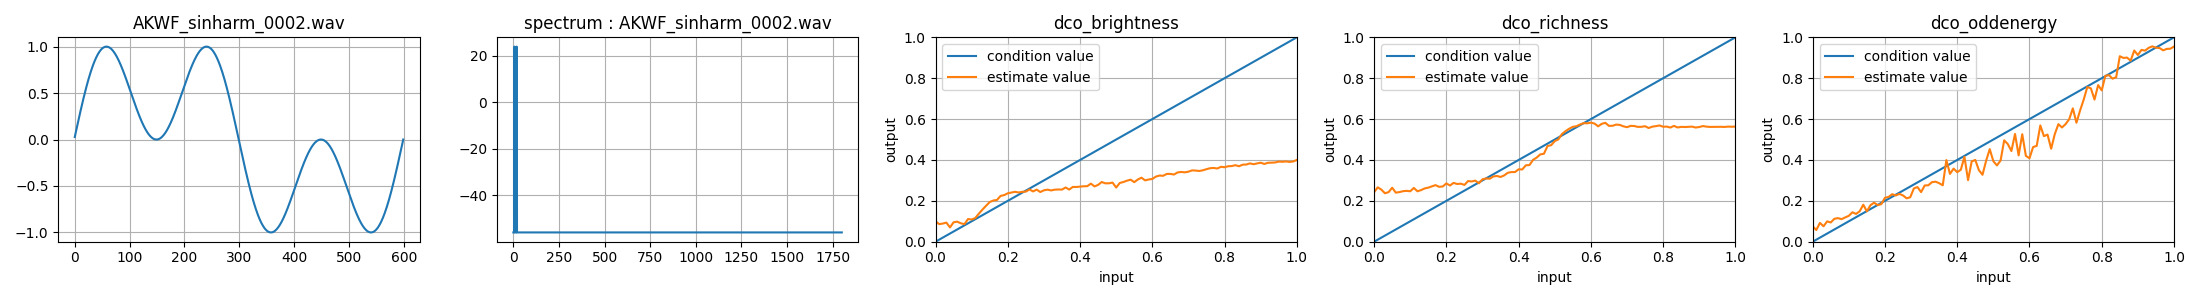 AKWF_sinharm_0002.wav
1.0
0.5
0.0
−0.5
−1.0
0 100 200 300 400 500 600
spectrum : AKWF_sinharm_0002.wav
20
0
−20
−40
0 250 500 750 1000 1250 1500 1750
dco_brightness
condition value
estimate value
output
1.0
0.8
0.6
0.4
0.2
0.0
0.0 0.2 0.4 0.6 0.8 1.0
input
dco_richness
condition value
estimate value
output
1.0
0.8
0.6
0.4
0.2
0.0
0.0 0.2 0.4 0.6 0.8 1.0
input
dco_oddenergy
condition value
estimate value
output
1.0
0.8
0.6
0.4
0.2
0.0
0.0 0.2 0.4 0.6 0.8 1.0
input